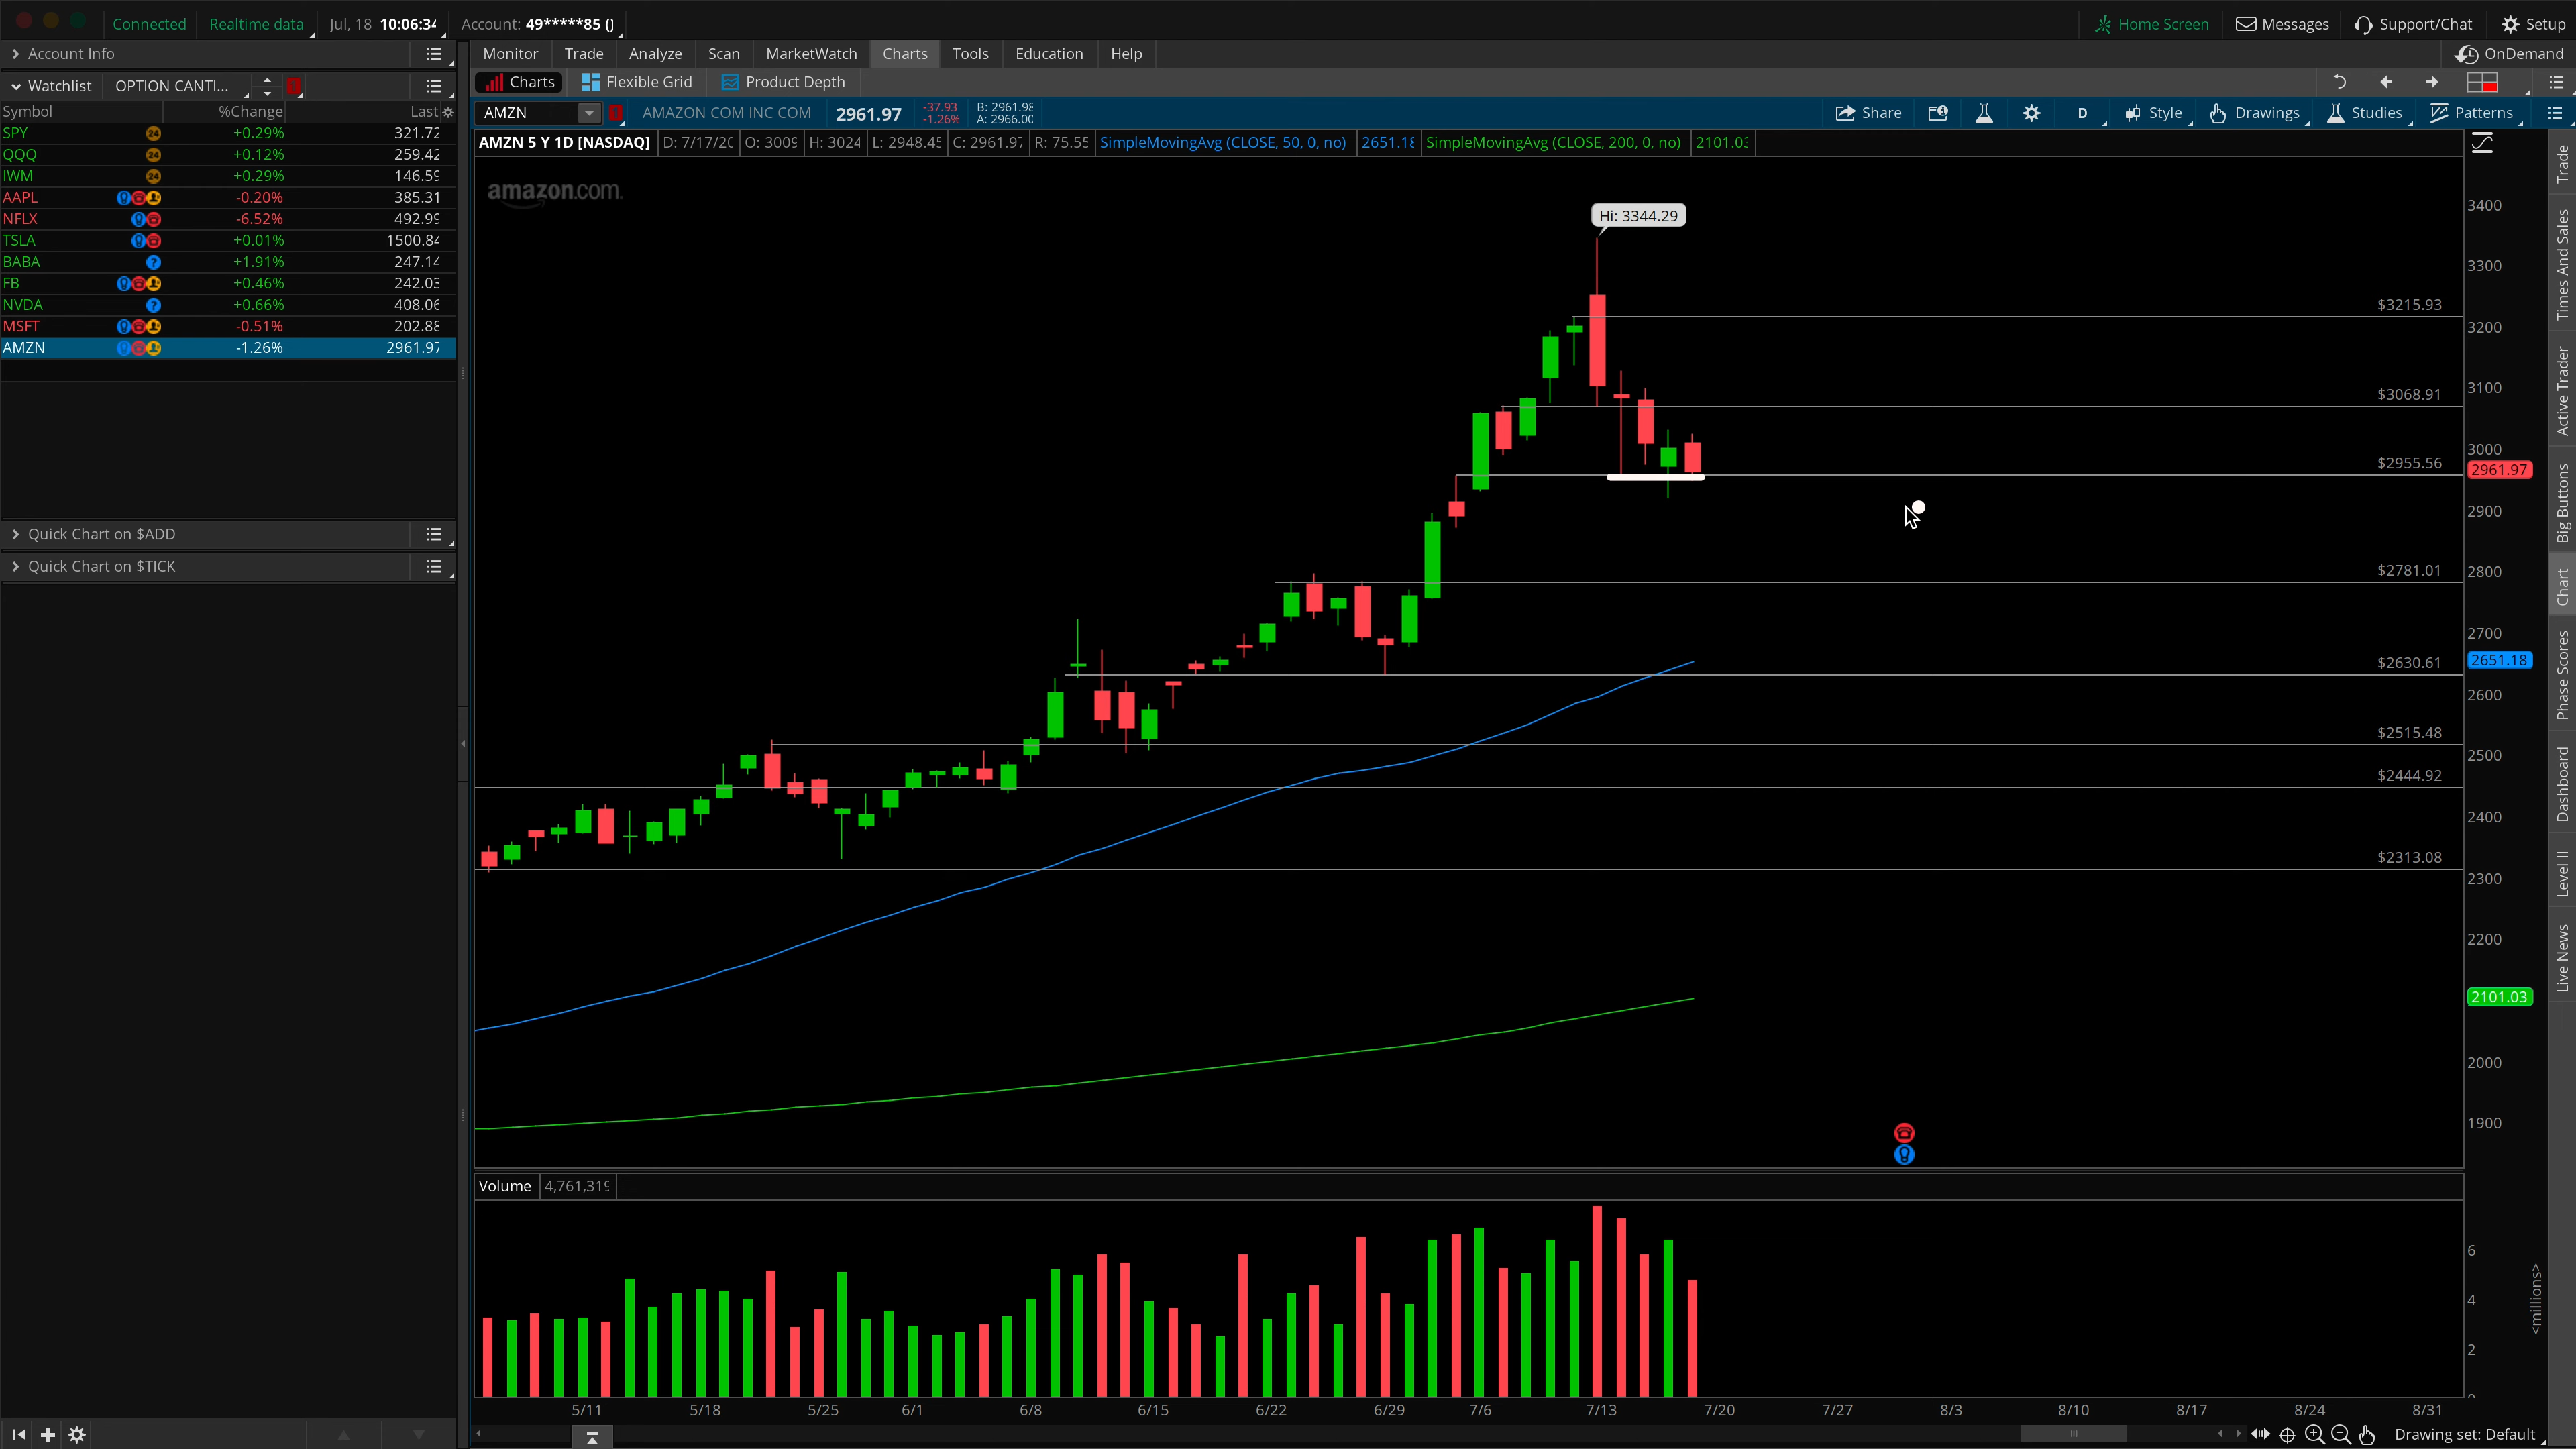 Connected Realtime data Jul, 18 10:06:34 Account: 49*****85 () Home Screen Messages Support/Chat Setup
Account Info Monitor Trade Analyze Scan MarketWatch Charts Tools Education Help OnDemand
Watchlist OPTION CANTI... 1 Charts Flexible Grid Product Depth
Symbol %Change Last
SPY 24 +0.29% 321.72
QQQ 24 +0.12% 259.42
IWM 24 +0.29% 146.59
AAPL -0.20% 385.31
NFLX -6.52% 492.99
TSLA +0.01% 1500.84
BABA ? +1.91% 247.14
FB +0.46% 242.03
NVDA ? +0.66% 408.06
MSFT -0.51% 202.88
AMZN -1.26% 2961.97
Quick Chart on $ADD
Quick Chart on $TICK
AMZN 1 AMAZON COM INC COM 2961.97 -37.93 -1.26% B: 2961.98 A: 2966.00 Share D Style Drawings Studies Patterns
AMZN 5 Y 1D [NASDAQ] D: 7/17/20 O: 3009 H: 3024 L: 2948.45 C: 2961.97 R: 75.55 SimpleMovingAvg (CLOSE, 50, 0, no) 2651.18 SimpleMovingAvg (CLOSE, 200, 0, no) 2101.03
amazon.com.
Hi: 3344.29
3400
3300
$3215.93
3200
$3068.91
3100
3000
$2955.56
2961.97
2900
$2781.01
2800
2700
$2630.61
2651.18
2600
$2515.48
2500
$2444.92
2400
$2313.08
2300
2200
2101.03
2000
1900
Volume 4,761,319
6
4
2
<millions>
5/11 5/18 5/25 6/1 6/8 6/15 6/22 6/29 7/6 7/13 7/20 7/27 8/3 8/10 8/17 8/24 8/31
Drawing set: Default
Trade
Times And Sales
Active Trader
Big Buttons
Chart
Phase Scores
Dashboard
Level II
Live News